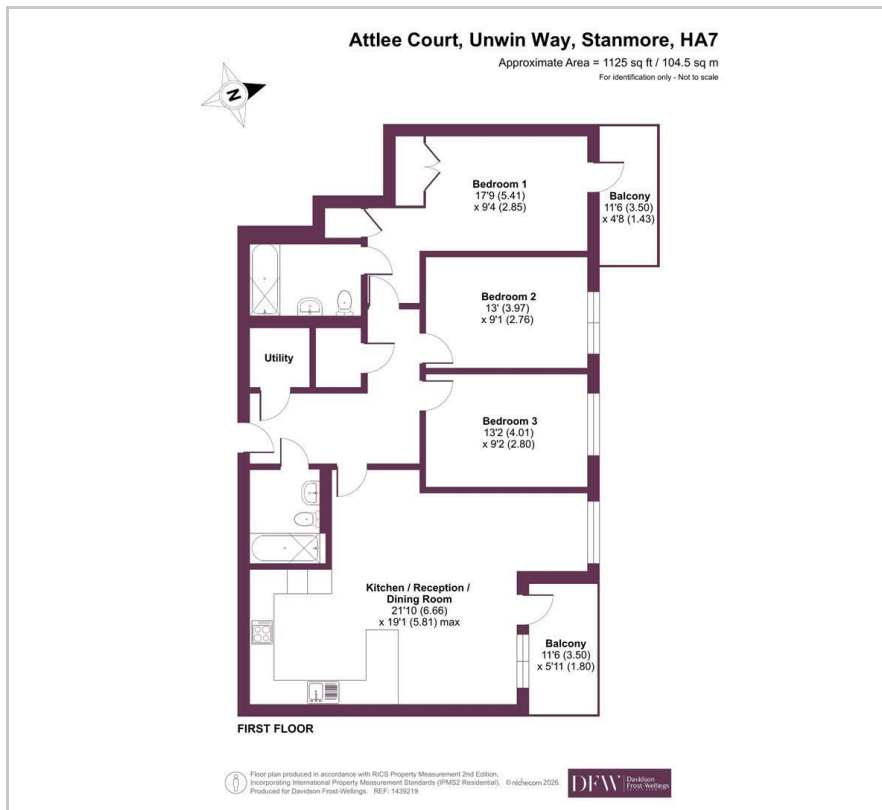 Attlee Court, Unwin Way, Stanmore, HA7
Approximate Area = 1125 sq ft / 104.5 sq m
For identification only - Not to scale
N
Bedroom 1
17'9 (5.41)
x 9'4 (2.85)
Balcony
11'6 (3.50)
x 4'8 (1.43)
Bedroom 2
13' (3.97)
x 9'1 (2.76)
Utility
Bedroom 3
13'2 (4.01)
x 9'2 (2.80)
Kitchen / Reception /
Dining Room
21'10 (6.66)
x 19'1 (5.81) max
Balcony
11'6 (3.50)
x 5'11 (1.80)
FIRST FLOOR
Floor plan produced in accordance with RICS Property Measurement 2nd Edition,
Incorporating International Property Measurement Standards (IPMS2 Residential). © nichecom 2026.
Produced for Davidson Frost-Wellings. REF: 1439219
DFW
Davidson
Frost-Wellings